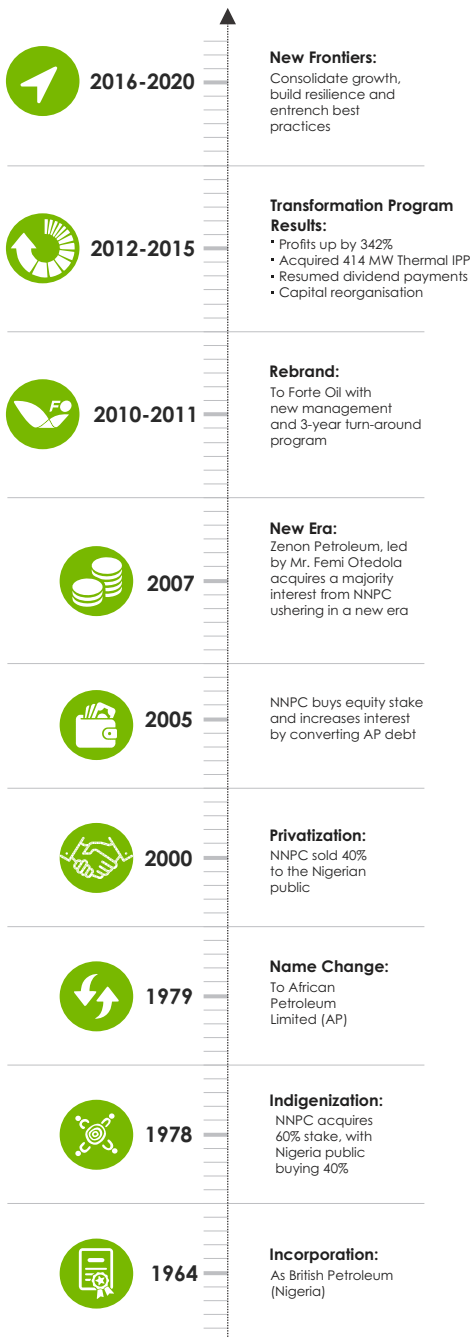 2016-2020
New Frontiers:
Consolidate growth,
build resilience and
entrench best
practices
2012-2015
Transformation Program
Results:
▪ Profits up by 342%
▪ Acquired 414 MW Thermal IPP
▪ Resumed dividend payments
▪ Capital reorganisation
FO
2010-2011
Rebrand:
To Forte Oil with
new management
and 3-year turn-around
program
2007
New Era:
Zenon Petroleum, led
by Mr. Femi Otedola
acquires a majority
interest from NNPC
ushering in a new era
2005
NNPC buys equity stake
and increases interest
by converting AP debt
2000
Privatization:
NNPC sold 40%
to the Nigerian
public
1979
Name Change:
To African
Petroleum
Limited (AP)
1978
Indigenization:
NNPC acquires
60% stake, with
Nigeria public
buying 40%
1964
Incorporation:
As British Petroleum
(Nigeria)